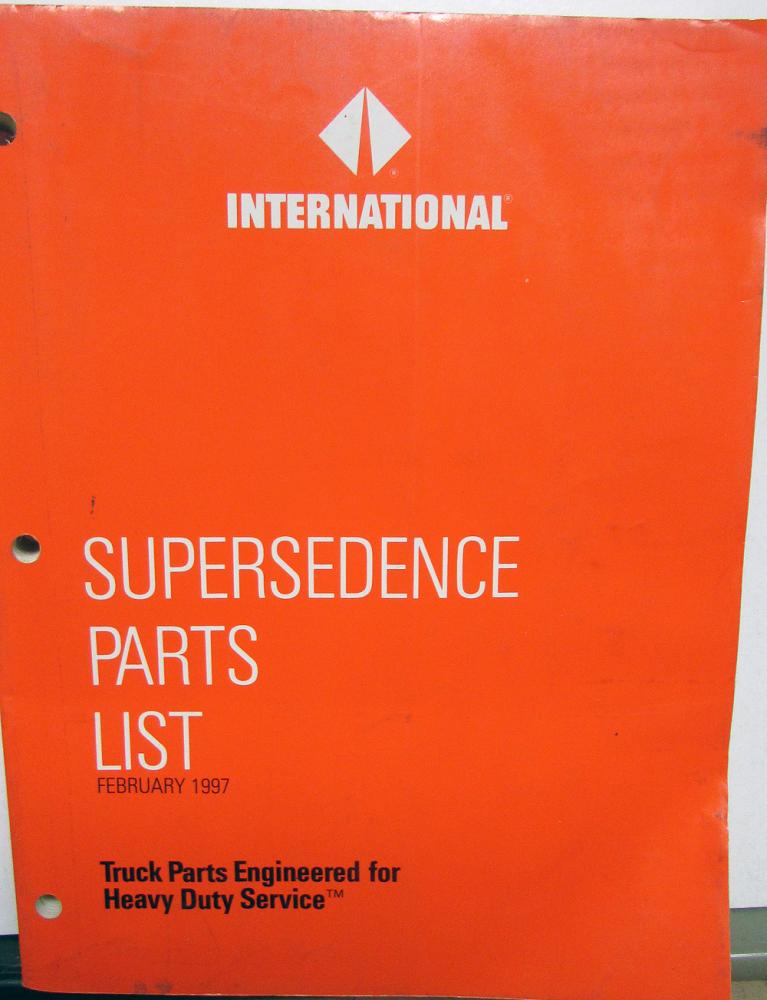 ®
INTERNATIONAL®
SUPERSEDENCE
PARTS
LIST
FEBRUARY 1997
Truck Parts Engineered for
Heavy Duty Service™